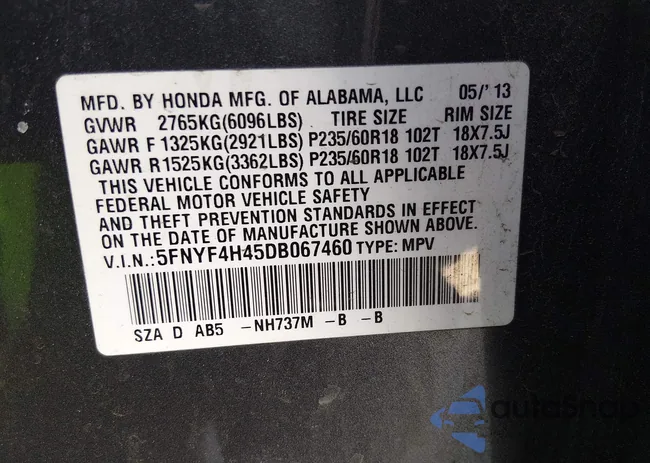 MFD. BY HONDA MFG. OF ALABAMA, LLC 05/'13
GVWR 2765KG(6096LBS) TIRE SIZE RIM SIZE
GAWR F 1325KG(2921LBS) P235/60R18 102T 18X7.5J
GAWR R1525KG(3362LBS) P235/60R18 102T 18X7.5J
THIS VEHICLE CONFORMS TO ALL APPLICABLE
FEDERAL MOTOR VEHICLE SAFETY
AND THEFT PREVENTION STANDARDS IN EFFECT
ON THE DATE OF MANUFACTURE SHOWN ABOVE.
V.I.N.:5FNYF4H45DB067460 TYPE: MPV
SZA D AB5 -NH737M -B -B
autoSnap